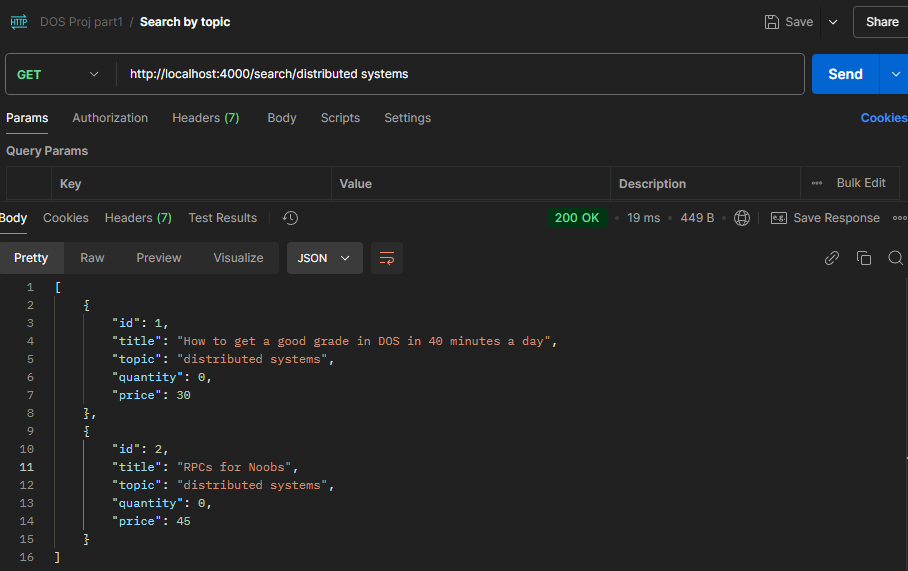 HTTP DOS Proj part1 / Search by topic Save Share
GET http://localhost:4000/search/distributed systems Send
Params Authorization Headers (7) Body Scripts Settings Cookies
Query Params
Key Value Description Bulk Edit
Body Cookies Headers (7) Test Results 200 OK 19 ms 449 B e.g. Save Response
Pretty Raw Preview Visualize JSON
1 [
2 {
3 "id": 1,
4 "title": "How to get a good grade in DOS in 40 minutes a day",
5 "topic": "distributed systems",
6 "quantity": 0,
7 "price": 30
8 },
9 {
10 "id": 2,
11 "title": "RPCs for Noobs",
12 "topic": "distributed systems",
13 "quantity": 0,
14 "price": 45
15 }
16 ]